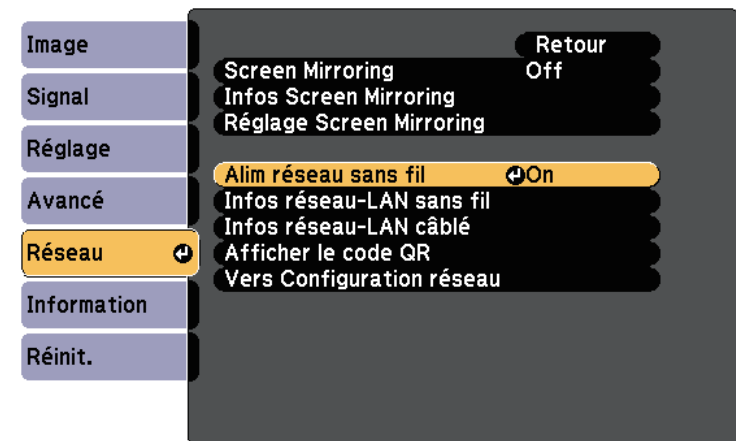 Image
Signal
Réglage
Avancé
Réseau
Information
Réinit.
Retour
Screen Mirroring Off
Infos Screen Mirroring
Réglage Screen Mirroring
Alim réseau sans fil On
Infos réseau-LAN sans fil
Infos réseau-LAN câblé
Afficher le code QR
Vers Configuration réseau